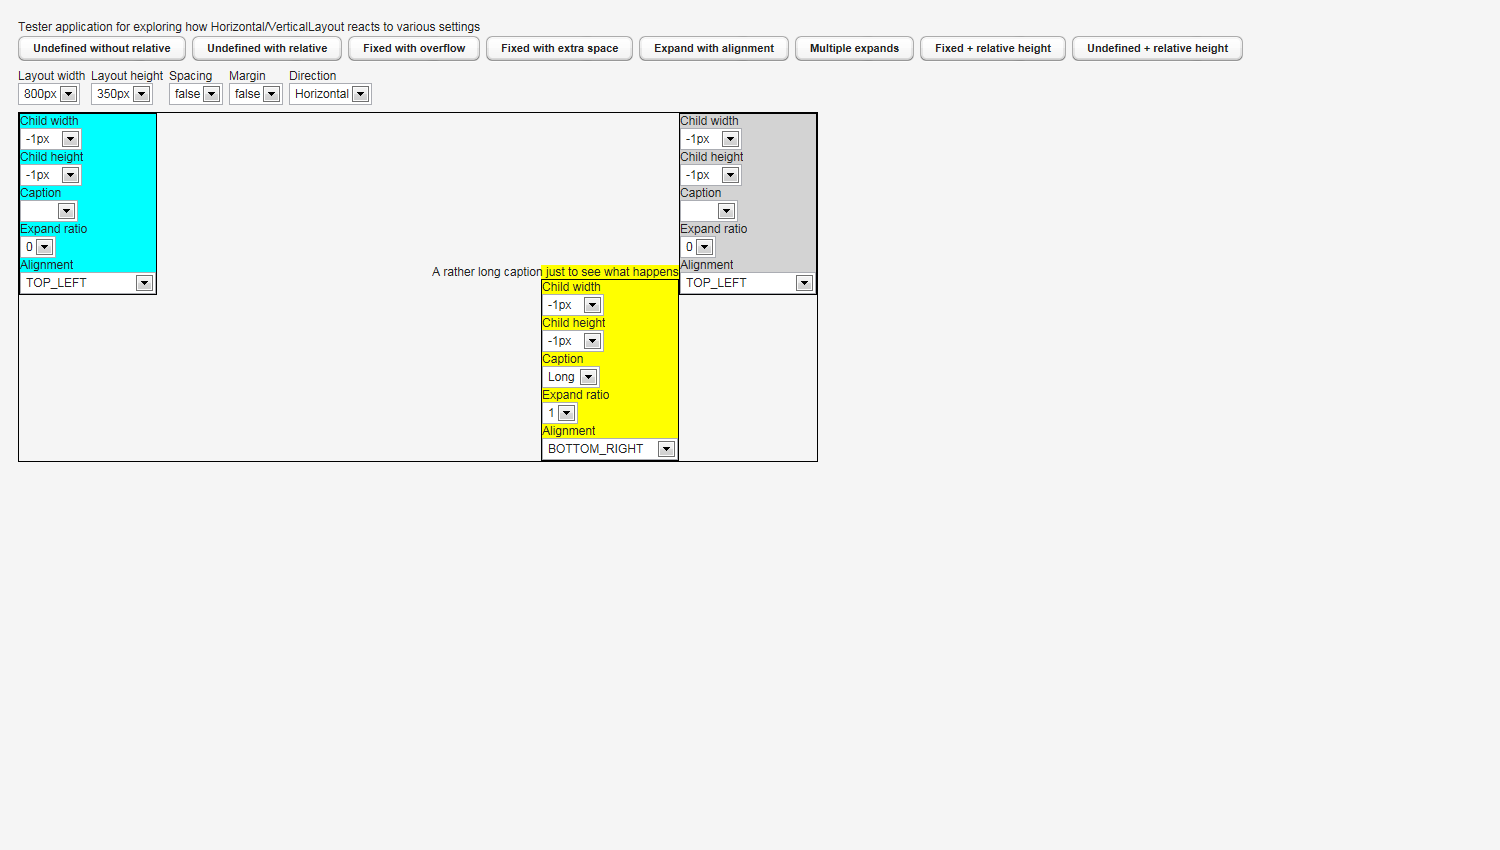 Tester application for exploring how Horizontal/VerticalLayout reacts to various settings
Undefined without relative Undefined with relative Fixed with overflow Fixed with extra space Expand with alignment Multiple expands Fixed + relative height Undefined + relative height
Layout width Layout height Spacing Margin Direction
800px 350px false false Horizontal
Child width
-1px
Child height
-1px
Caption
Expand ratio
0
Alignment
TOP_LEFT
A rather long caption just to see what happens
Child width
-1px
Child height
-1px
Caption
Long
Expand ratio
1
Alignment
BOTTOM_RIGHT
Child width
-1px
Child height
-1px
Caption
Expand ratio
0
Alignment
TOP_LEFT